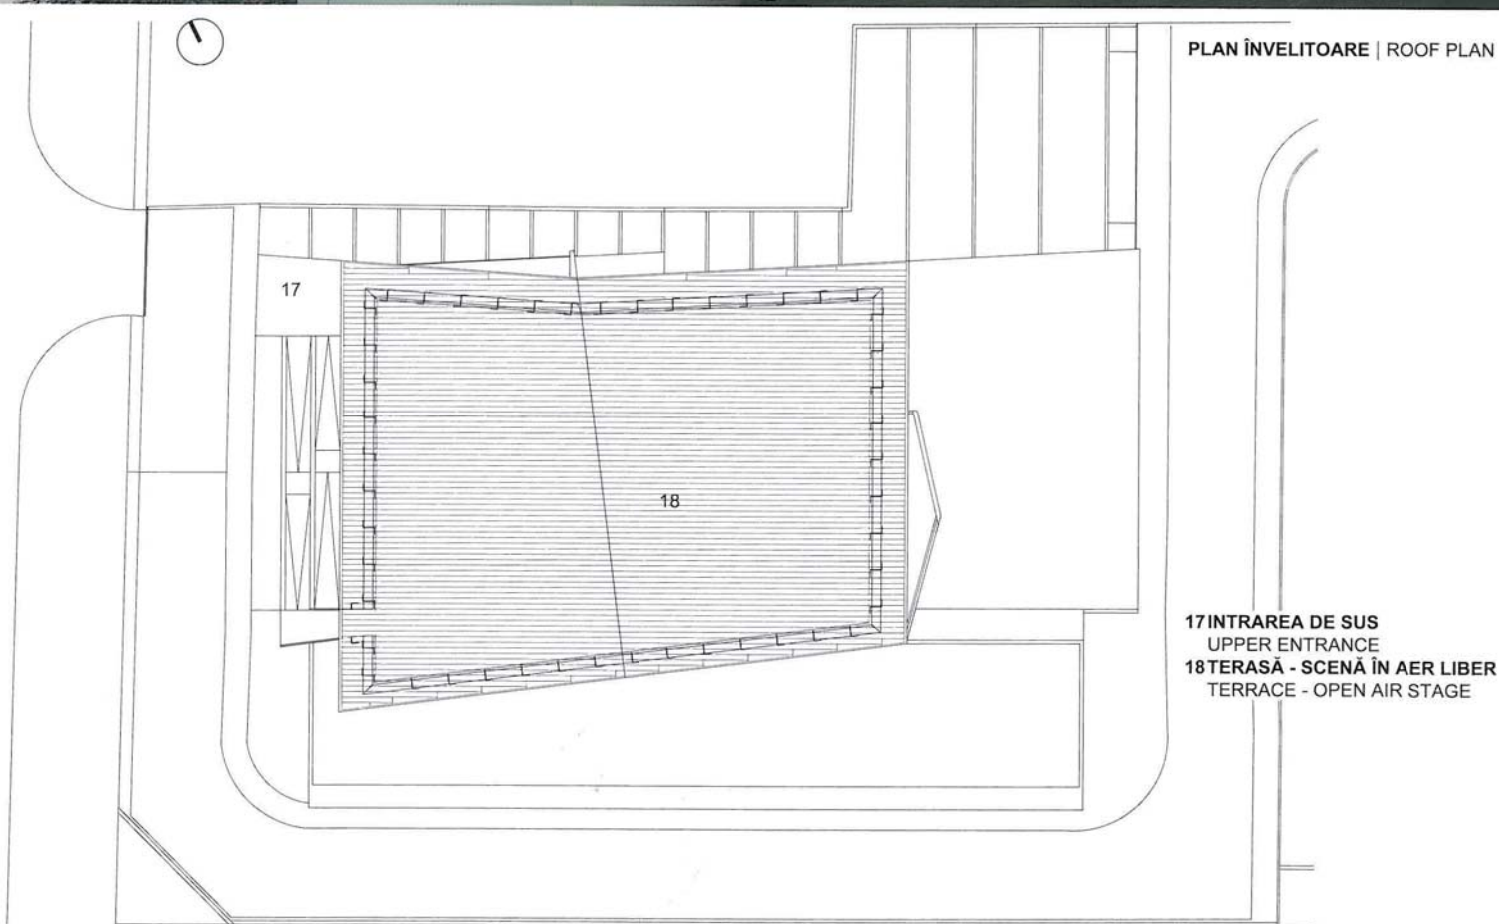 PLAN ÎNVELITOARE | ROOF PLAN
17
18
17 INTRAREA DE SUS
UPPER ENTRANCE
18 TERASĂ - SCENĂ ÎN AER LIBER
TERRACE - OPEN AIR STAGE